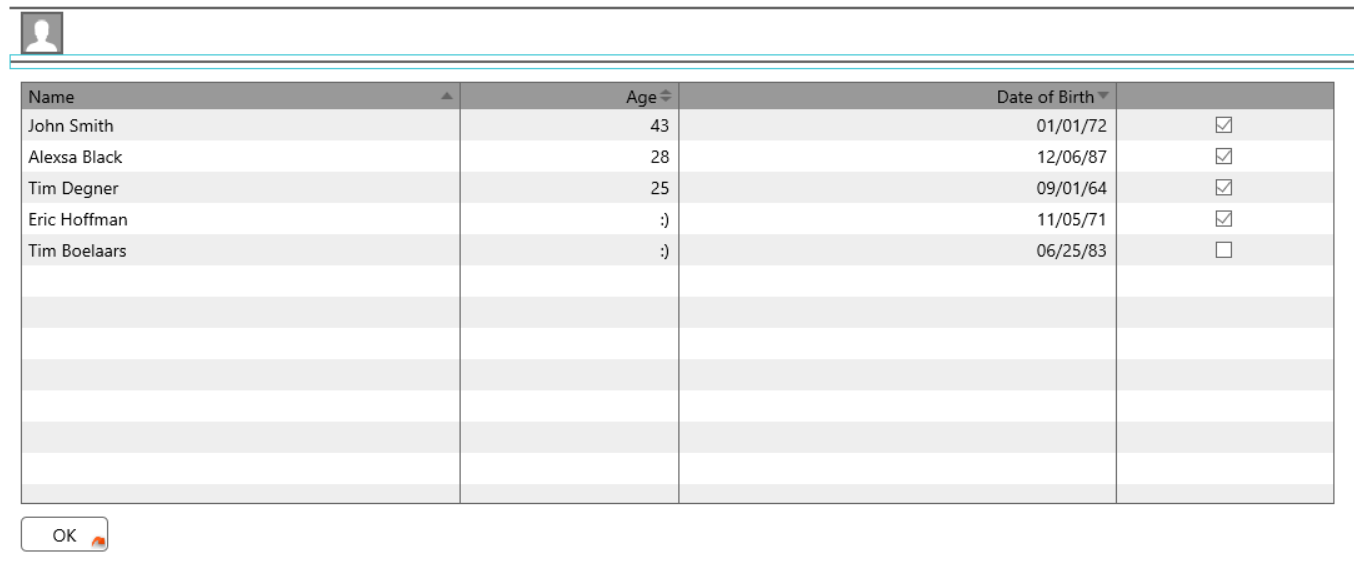 Name Age Date of Birth
John Smith 43 01/01/72
Alexsa Black 28 12/06/87
Tim Degner 25 09/01/64
Eric Hoffman :) 11/05/71
Tim Boelaars :) 06/25/83
OK